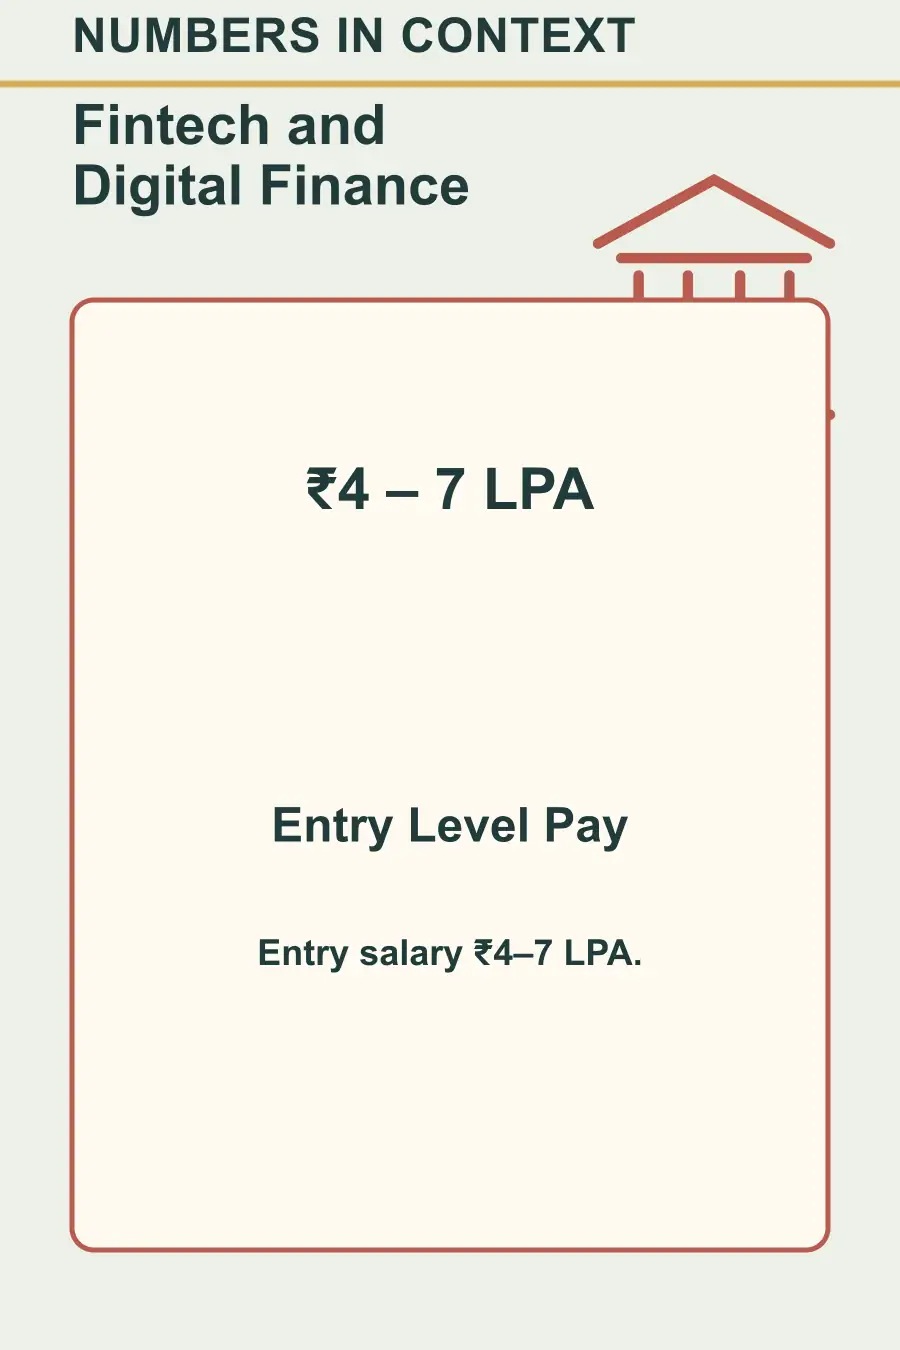 NUMBERS IN CONTEXT
Fintech and
Digital Finance
₹4 – 7 LPA
Entry Level Pay
Entry salary ₹4–7 LPA.